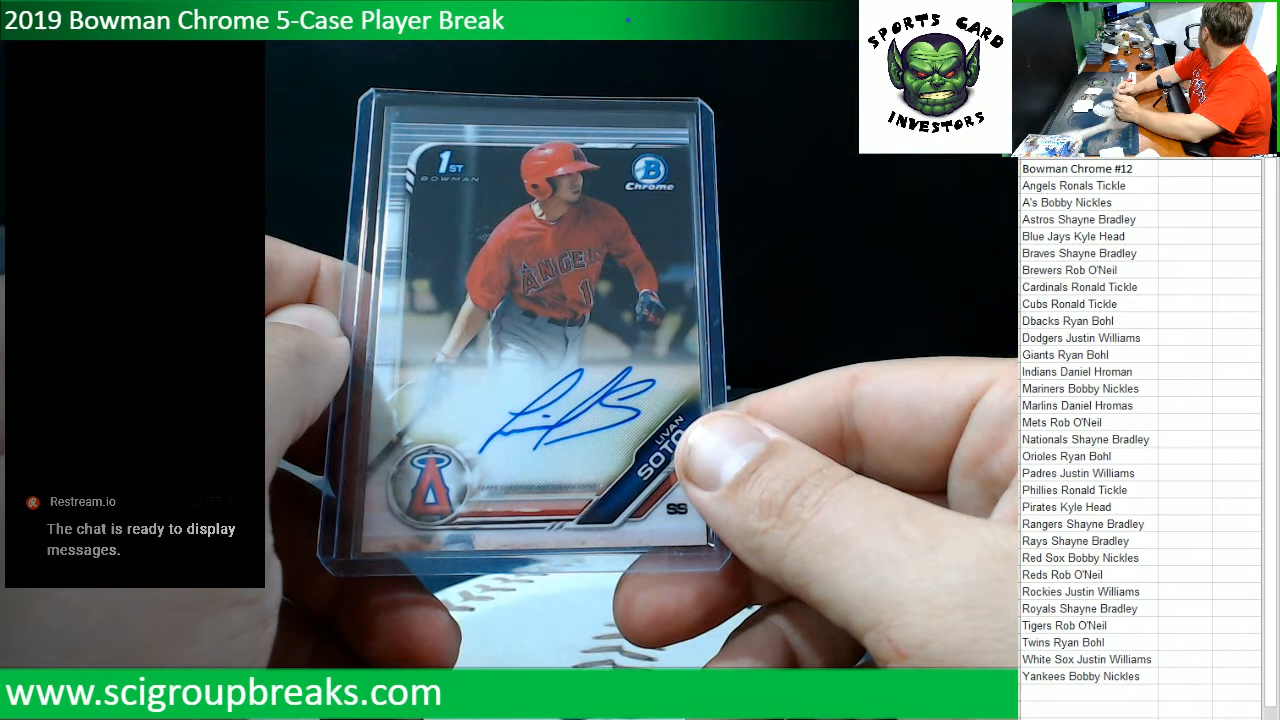 2019 Bowman Chrome 5-Case Player Break
SPORTS CARD
INVESTORS
1ST
BOWMAN
B
Chrome
ANGEL
1
LIVAN
SOTO
SS
A
Restream.io
The chat is ready to display
messages.
Bowman Chrome #12
Angels Ronals Tickle
A's Bobby Nickles
Astros Shayne Bradley
Blue Jays Kyle Head
Braves Shayne Bradley
Brewers Rob O'Neil
Cardinals Ronald Tickle
Cubs Ronald Tickle
Dbacks Ryan Bohl
Dodgers Justin Williams
Giants Ryan Bohl
Indians Daniel Hroman
Mariners Bobby Nickles
Marlins Daniel Hromas
Mets Rob O'Neil
Nationals Shayne Bradley
Orioles Ryan Bohl
Padres Justin Williams
Phillies Ronald Tickle
Pirates Kyle Head
Rangers Shayne Bradley
Rays Shayne Bradley
Red Sox Bobby Nickles
Reds Rob O'Neil
Rockies Justin Williams
Royals Shayne Bradley
Tigers Rob O'Neil
Twins Ryan Bohl
White Sox Justin Williams
Yankees Bobby Nickles
www.scigroupbreaks.com